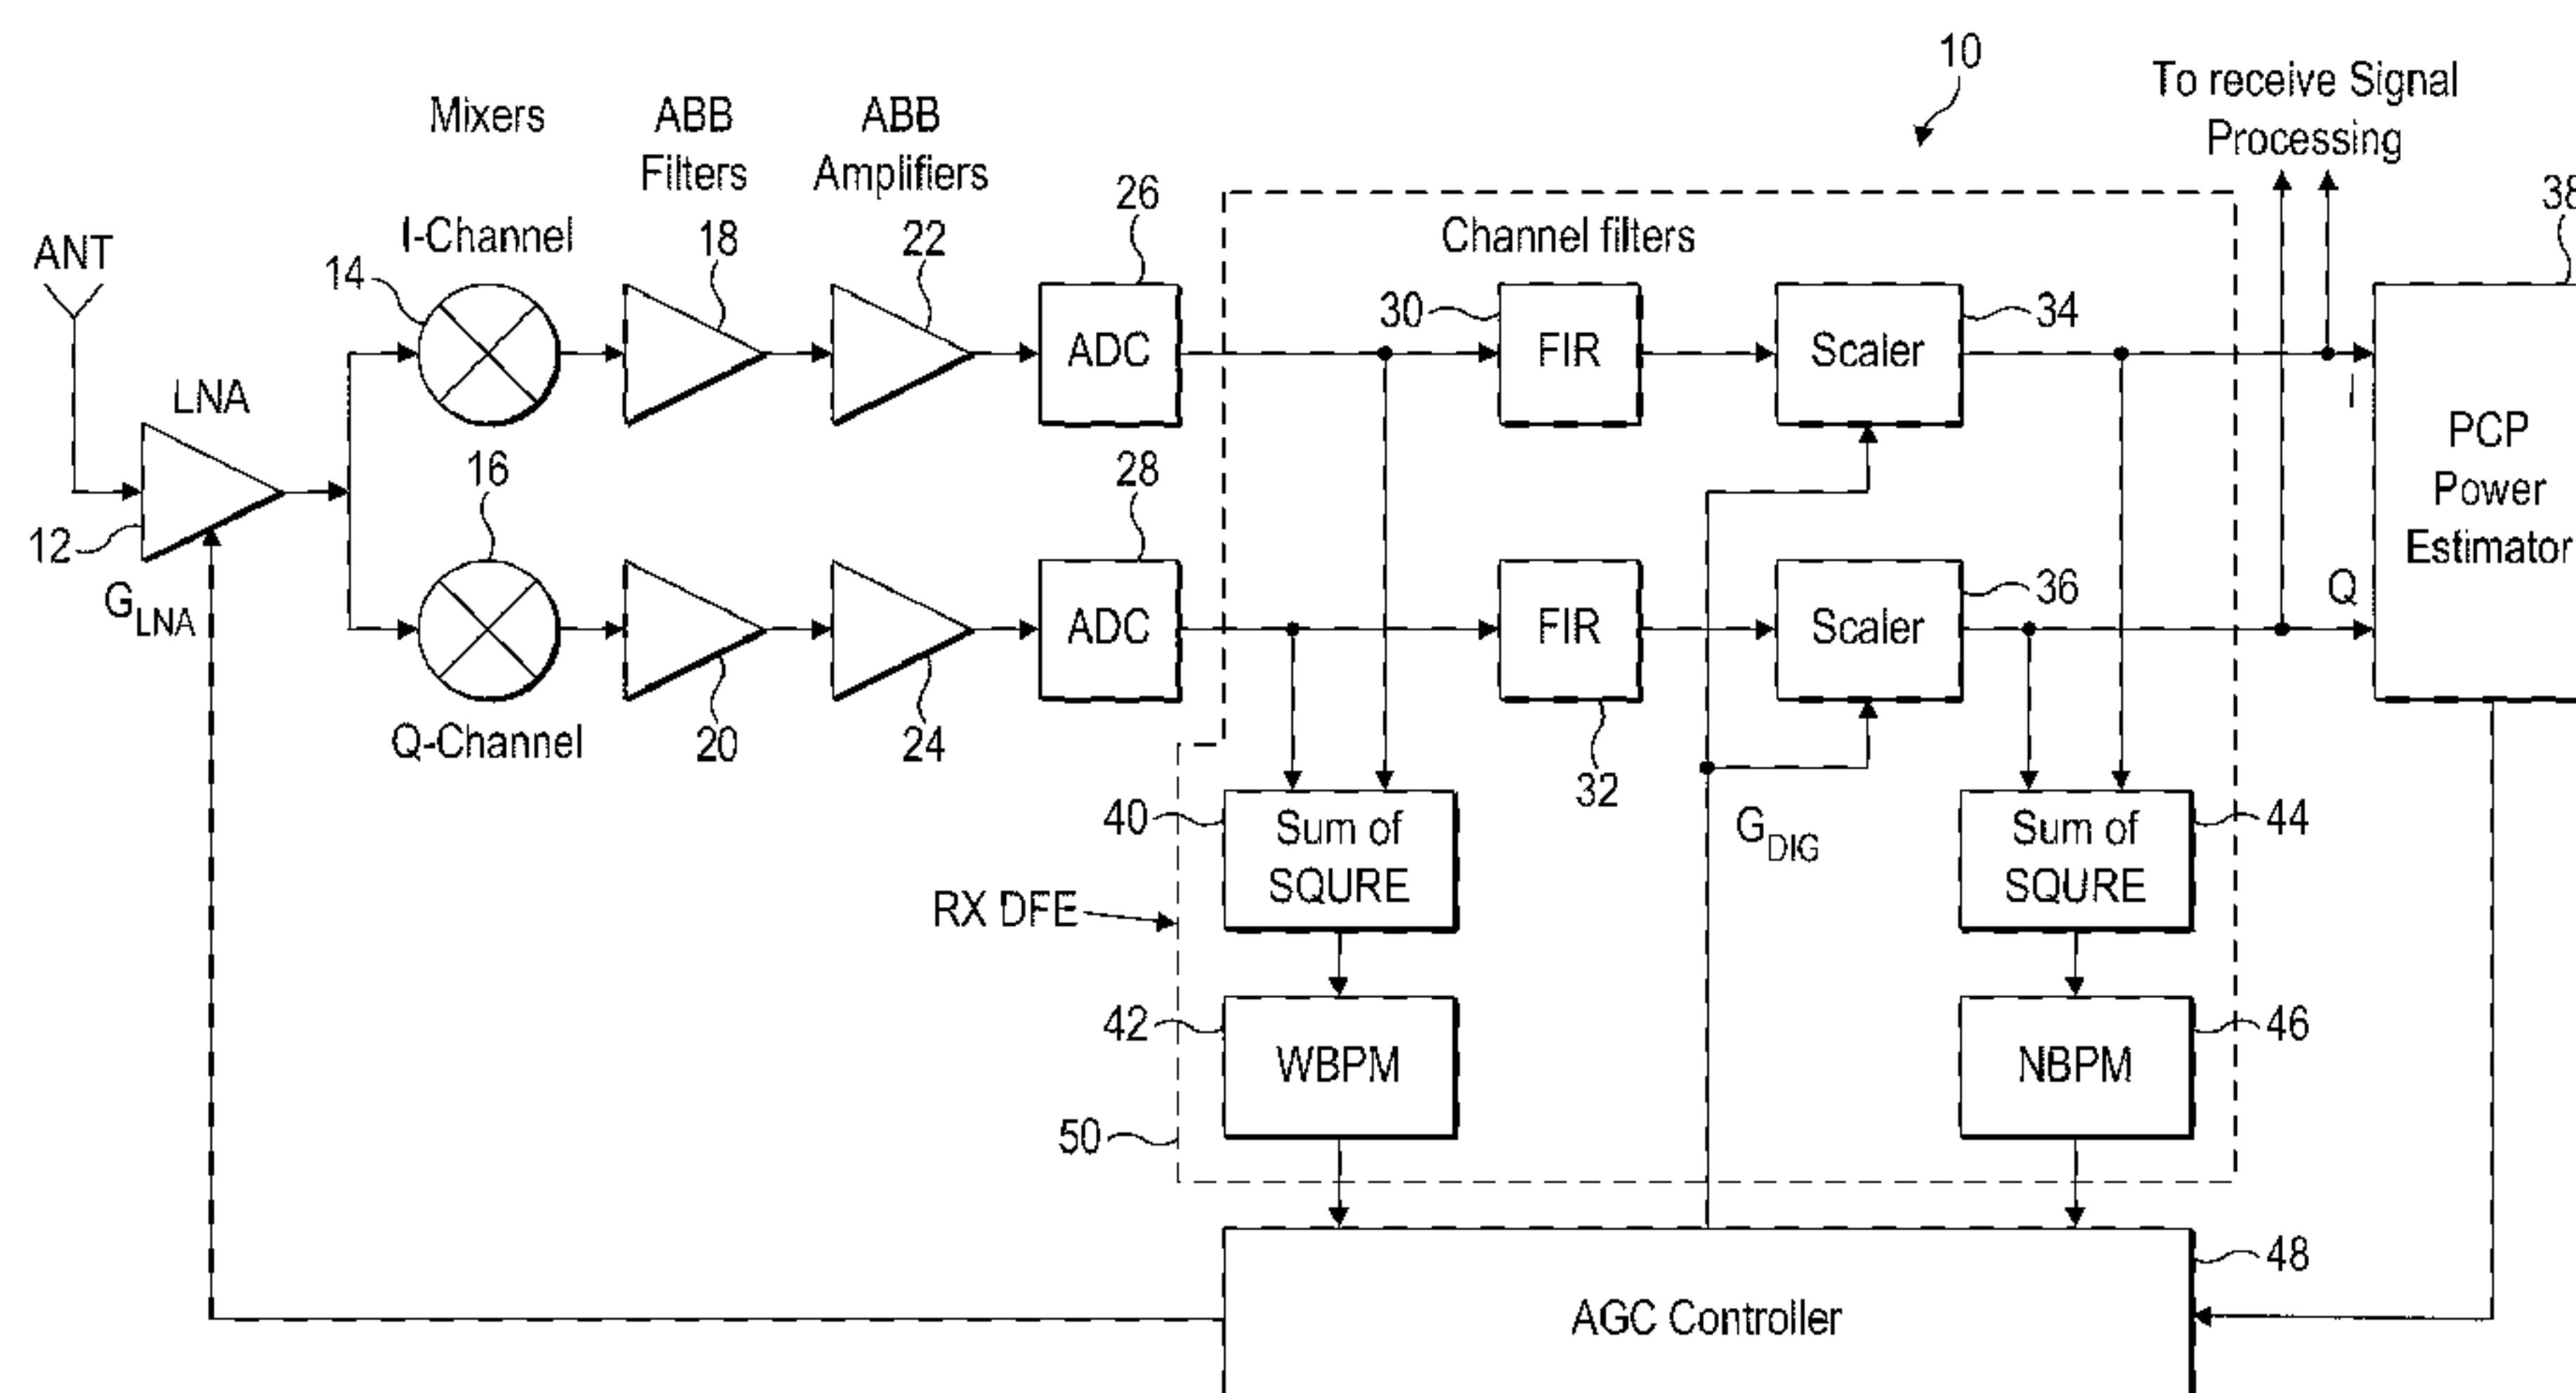 10
To receive Signal
Processing
Mixers
ABB
Filters
ABB
Amplifiers
26
38
ANT
I-Channel
14
18
22
Channel filters
30
FIR
Scaler
34
ADC
I
PCP
Power
Estimator
LNA
12
G_LNA
16
28
ADC
FIR
Scaler
36
Q
Q-Channel
20
24
32
40
Sum of
SQURE
G_DIG
Sum of
SQURE
44
RX DFE
42
WBPM
NBPM
46
50
48
AGC Controller